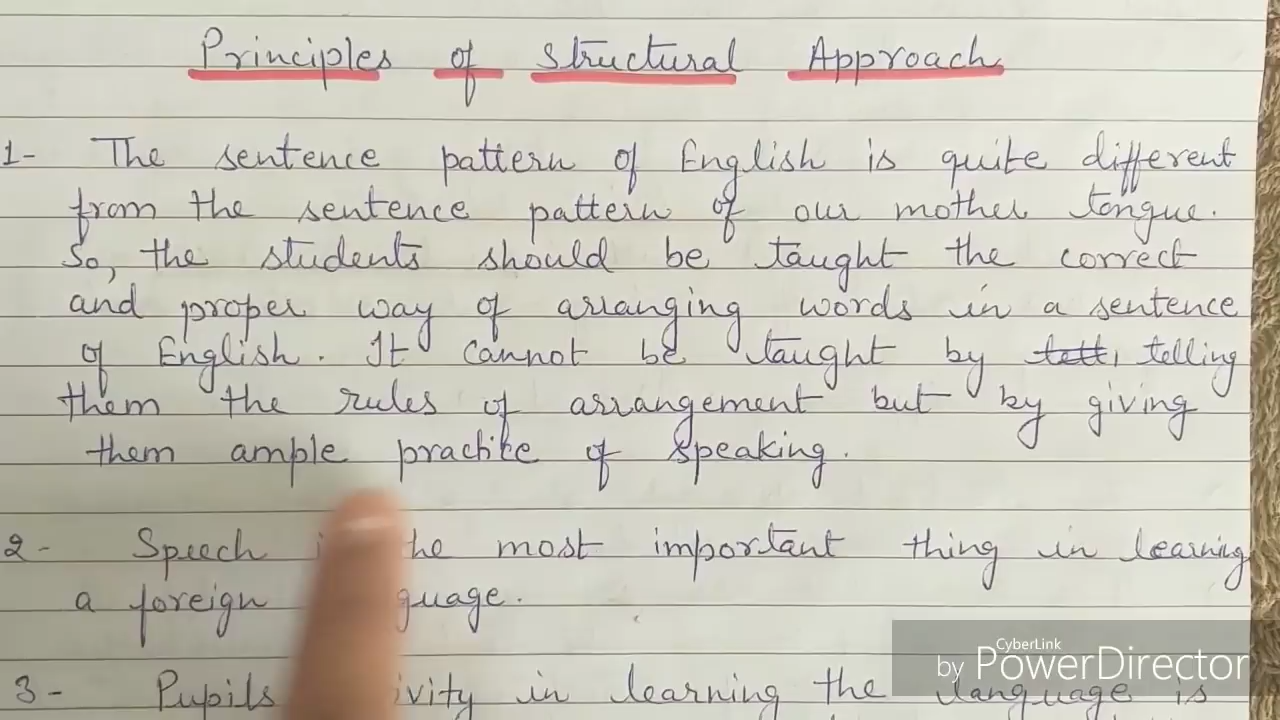 Principles of Structural Approach
1- The sentence pattern of English is quite different
from the sentence pattern of our mother tongue.
So, the students should be taught the correct
and proper way of arranging words in a sentence
of English. It cannot be taught by telling
them the rules of arrangement but by giving
them ample practice of speaking.
2- Speech the most important thing in learning
a foreign
3- Pupils in learning the language is
CyberLink
by PowerDirector